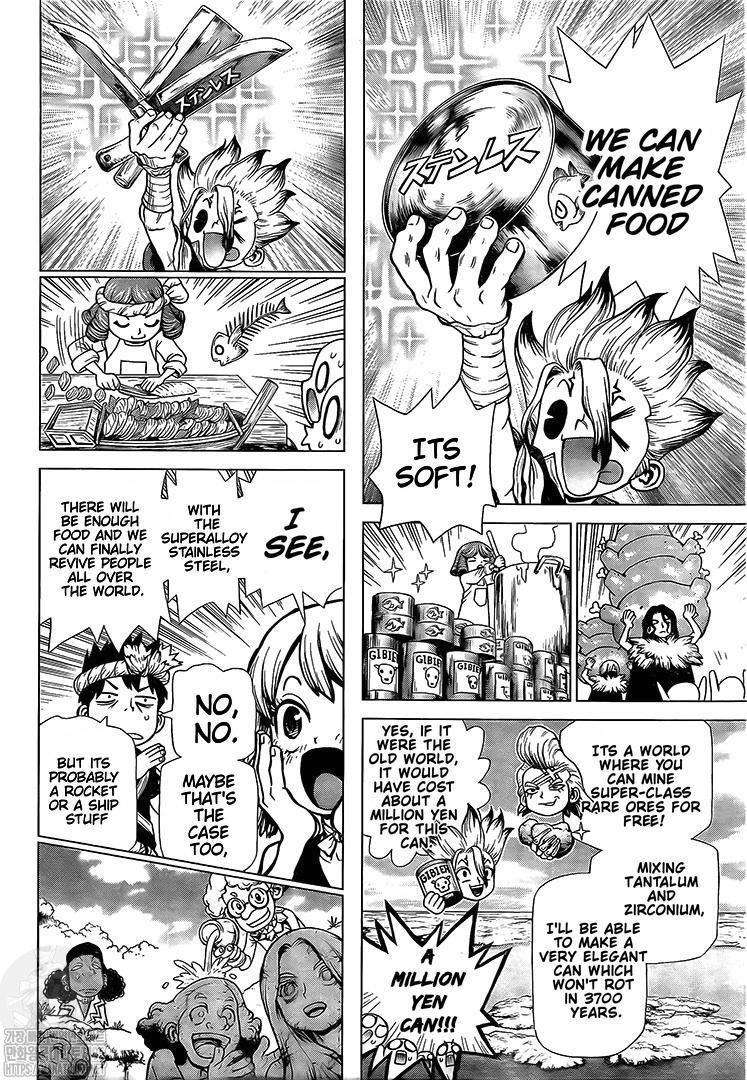 WE CAN
MAKE
CANNED
FOOD
ステンレス
ITS
SOFT!
ステンレス
GIBIER
GIBIER
ITS A WORLD
WHERE YOU
CAN MINE
SUPER-CLASS
RARE ORES FOR
FREE!
YES, IF IT
WERE THE
OLD WORLD,
IT WOULD
HAVE COST
ABOUT A
MILLION YEN
FOR THIS
CAN.
GIBIER
MIXING
TANTALUM
AND
ZIRCONIUM,
I'LL BE ABLE
TO MAKE A
VERY ELEGANT
CAN WHICH
WON'T ROT
IN 3700
YEARS.
A
MILLION
YEN
CAN!!!
I
SEE,
WITH
THE
SUPERALLOY
STAINLESS
STEEL,
THERE WILL
BE ENOUGH
FOOD AND WE
CAN FINALLY
REVIVE PEOPLE
ALL OVER
THE WORLD.
NO,
NO.
MAYBE
THAT'S
THE
CASE
TOO,
BUT ITS
PROBABLY
A ROCKET
OR A SHIP
STUFF